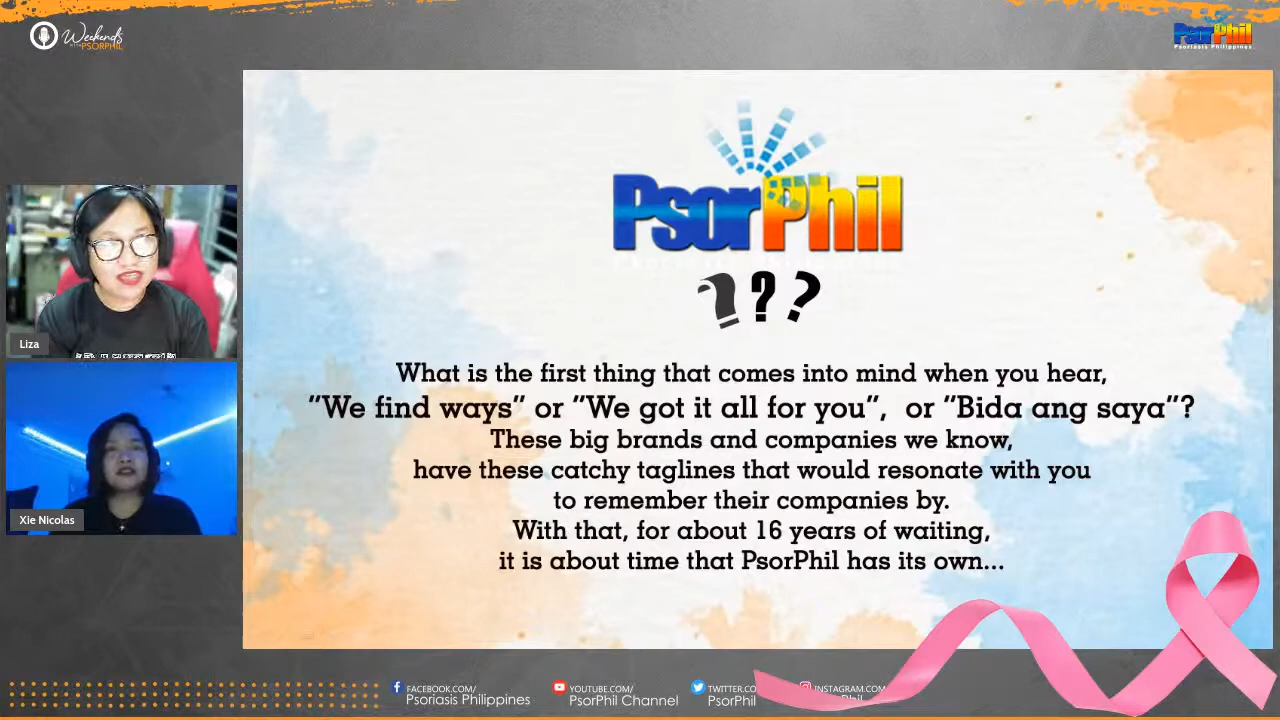 Weekends
WITH PSORPHIL
PsorPhil
Psoriasis Philippines
PsorPhil
???
What is the first thing that comes into mind when you hear,
“We find ways” or “We got it all for you”,  or “Bida ang saya”?
These big brands and companies we know,
have these catchy taglines that would resonate with you
to remember their companies by.
With that, for about 16 years of waiting,
it is about time that PsorPhil has its own...
Liza
Xie Nicolas
FACEBOOK.COM/
Psoriasis Philippines
YOUTUBE.COM/
PsorPhil Channel
TWITTER.CO
PsorPhil
INSTAGRAM.COM